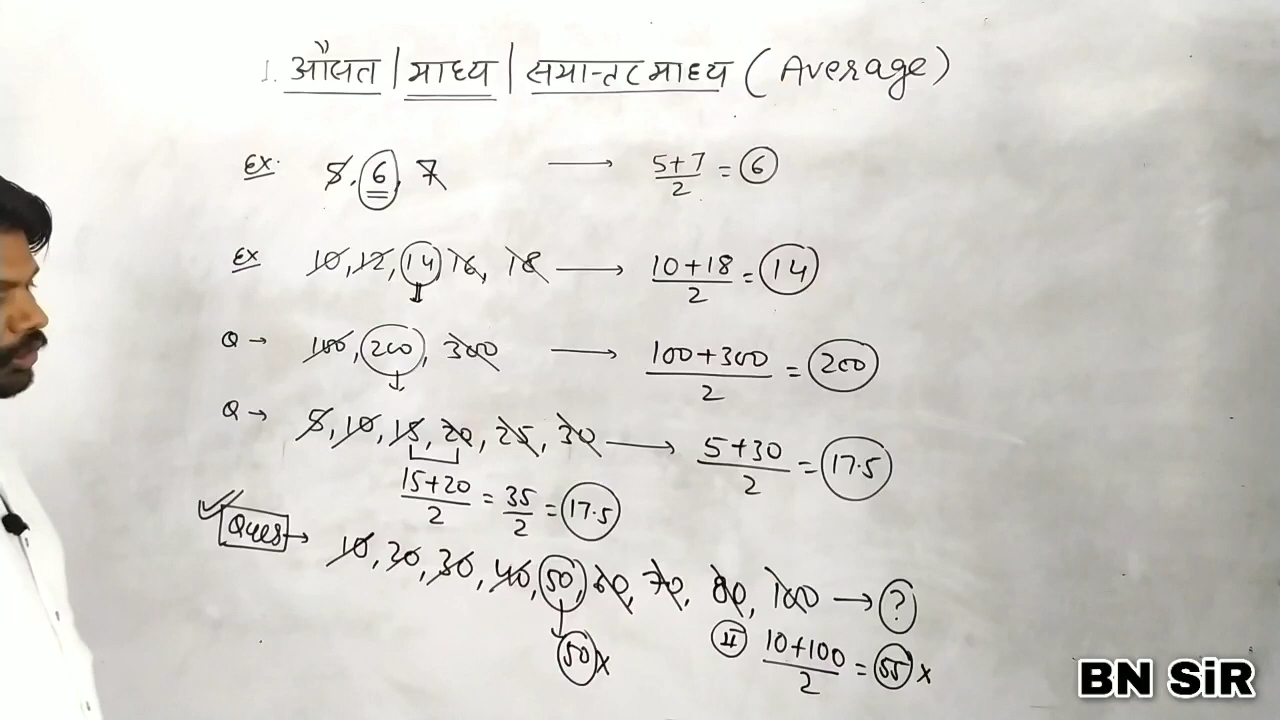 1. औसत | माध्य | समान्तर माध्य (Average)
Ex. 5, 6, 7 → 5+7/2 = 6
Ex 10, 12, 14, 16, 18 → 10+18/2 = 14
Q → 100, 200, 300 → 100+300/2 = 200
Q → 5, 10, 15, 20, 25, 30 → 5+30/2 = 17.5
15+20/2 = 35/2 = 17.5
Ques → 10, 20, 30, 40, 50, 60, 70, 80, 100 → ?
50 x
II 10+100/2 = 55 x
BN SiR